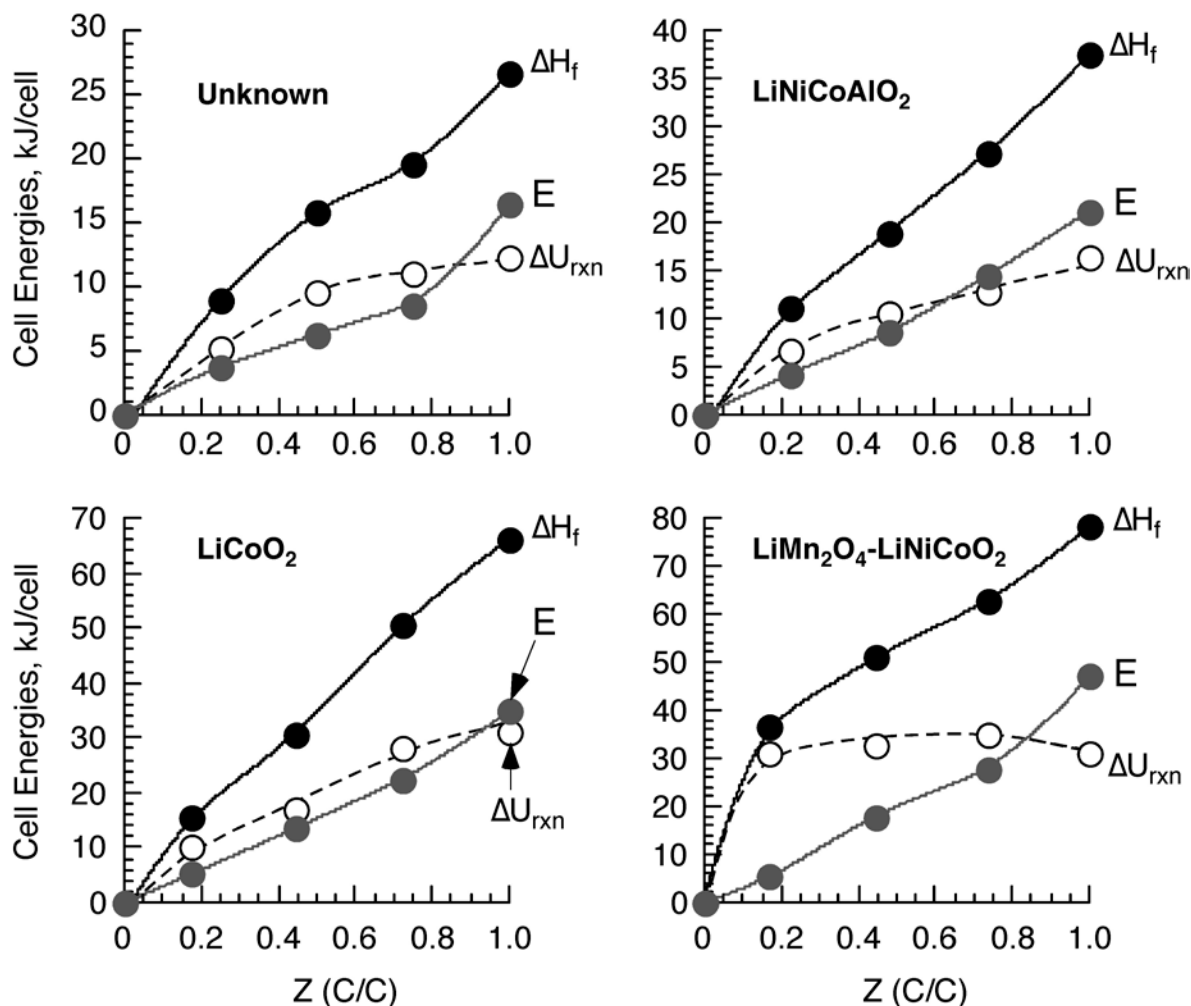 Cell Energies, kJ/cell
30
25
20
15
10
5
0
Unknown
ΔHf
E
ΔUrxn
0 0.2 0.4 0.6 0.8 1.0
40
35
30
25
20
15
10
5
0
LiNiCoAlO₂
ΔHf
E
ΔUrxn
0 0.2 0.4 0.6 0.8 1.0
Cell Energies, kJ/cell
70
60
50
40
30
20
10
0
LiCoO₂
ΔHf
E
ΔUrxn
0 0.2 0.4 0.6 0.8 1.0
Z (C/C)
80
70
60
50
40
30
20
10
0
LiMn₂O₄-LiNiCoO₂
ΔHf
E
ΔUrxn
0 0.2 0.4 0.6 0.8 1.0
Z (C/C)